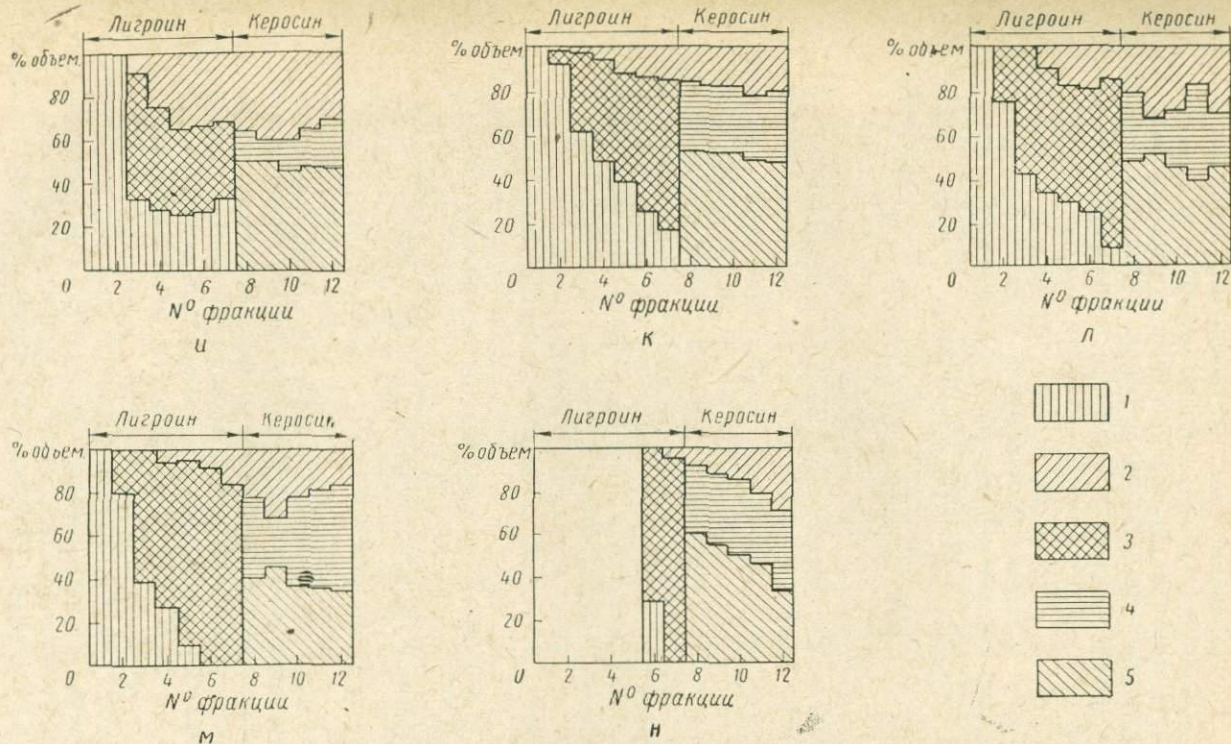 Лигроин Керосин
% объем.
80
60
40
20
0 2 4 6 8 10 12
№ фракции
и
Лигроин Керосин
% объем.
80
60
40
20
0 2 4 6 8 10 12
№ фракции
к
Лигроин Керосин
% объем.
80
60
40
20
0 2 4 6 8 10 12
№ фракции
л
Лигроин Керосин
% объем.
80
60
40
20
0 2 4 6 8 10 12
№ фракции
м
Лигроин Керосин
% объем.
80
60
40
20
0 2 4 6 8 10 12
№ фракции
н
1
2
3
4
5